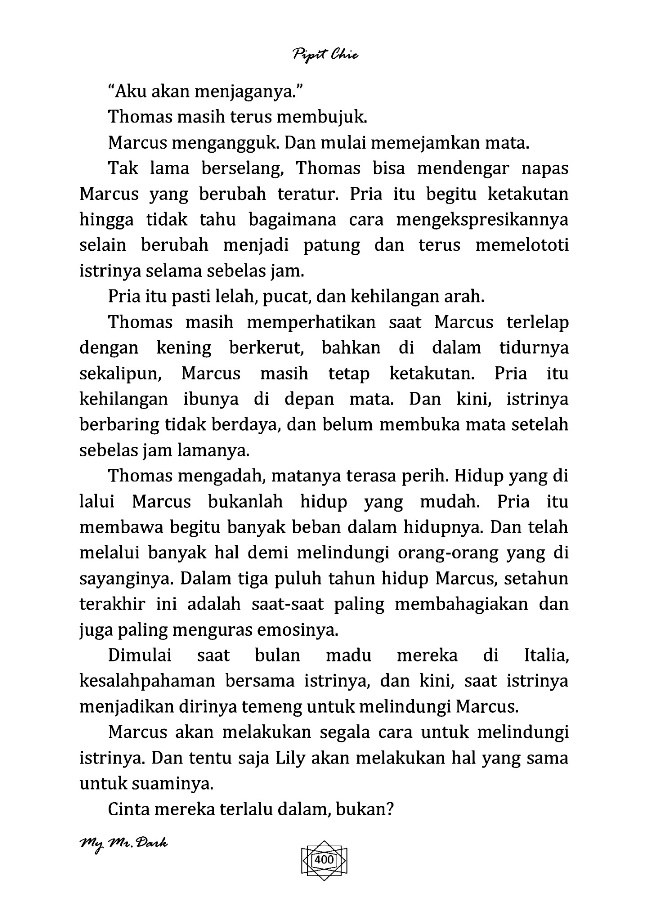 Pipit Chie
“Aku akan menjaganya.”
Thomas masih terus membujuk.
Marcus mengangguk. Dan mulai memejamkan mata.
Tak lama berselang, Thomas bisa mendengar napas
Marcus yang berubah teratur. Pria itu begitu ketakutan
hingga tidak tahu bagaimana cara mengekspresikannya
selain berubah menjadi patung dan terus memelototi
istrinya selama sebelas jam.
Pria itu pasti lelah, pucat, dan kehilangan arah.
Thomas masih memperhatikan saat Marcus terlelap
dengan kening berkerut, bahkan di dalam tidurnya
sekalipun, Marcus masih tetap ketakutan. Pria itu
kehilangan ibunya di depan mata. Dan kini, istrinya
berbaring tidak berdaya, dan belum membuka mata setelah
sebelas jam lamanya.
Thomas mengadah, matanya terasa perih. Hidup yang di
lalui Marcus bukanlah hidup yang mudah. Pria itu
membawa begitu banyak beban dalam hidupnya. Dan telah
melalui banyak hal demi melindungi orang-orang yang di
sayanginya. Dalam tiga puluh tahun hidup Marcus, setahun
terakhir ini adalah saat-saat paling membahagiakan dan
juga paling menguras emosinya.
Dimulai saat bulan madu mereka di Italia,
kesalahpahaman bersama istrinya, dan kini, saat istrinya
menjadikan dirinya temeng untuk melindungi Marcus.
Marcus akan melakukan segala cara untuk melindungi
istrinya. Dan tentu saja Lily akan melakukan hal yang sama
untuk suaminya.
Cinta mereka terlalu dalam, bukan?
My Mr. Dark
400